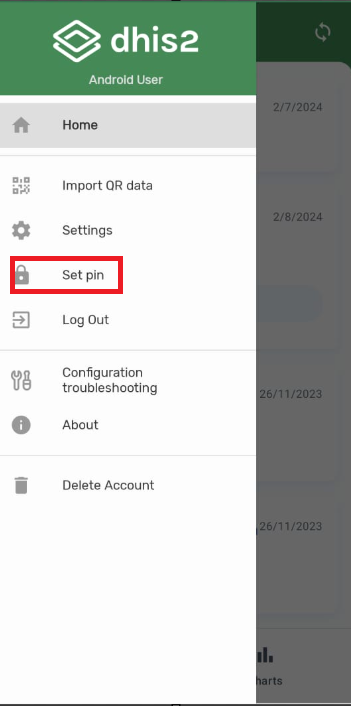 dhis2
Android User
Home
2/7/2024
Import QR data
2/8/2024
Settings
Set pin
Log Out
Configuration
troubleshooting
26/11/2023
About
Delete Account
26/11/2023
harts